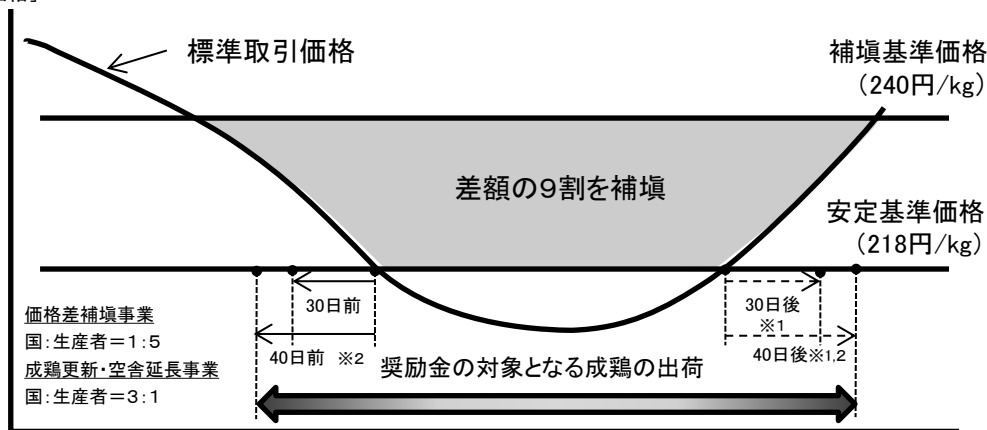 標準取引価格
補塡基準価格
（240円/kg）
差額の９割を補塡
安定基準価格
（218円/kg）
30日前
30日後
※1
40日前 ※2
40日後※1,2
価格差補塡事業
国：生産者＝1：5
成鶏更新・空舎延長事業
国：生産者＝3：1
奨励金の対象となる成鶏の出荷